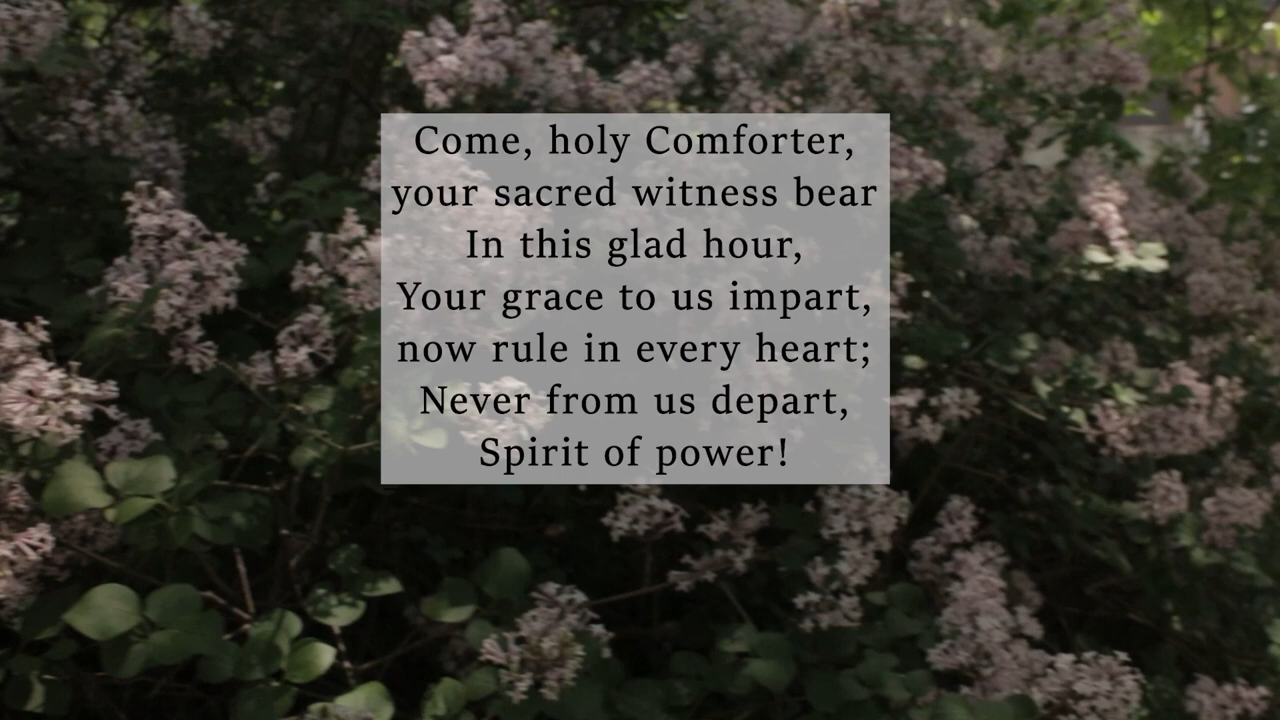 Come, holy Comforter,
your sacred witness bear
In this glad hour,
Your grace to us impart,
now rule in every heart;
Never from us depart,
Spirit of power!